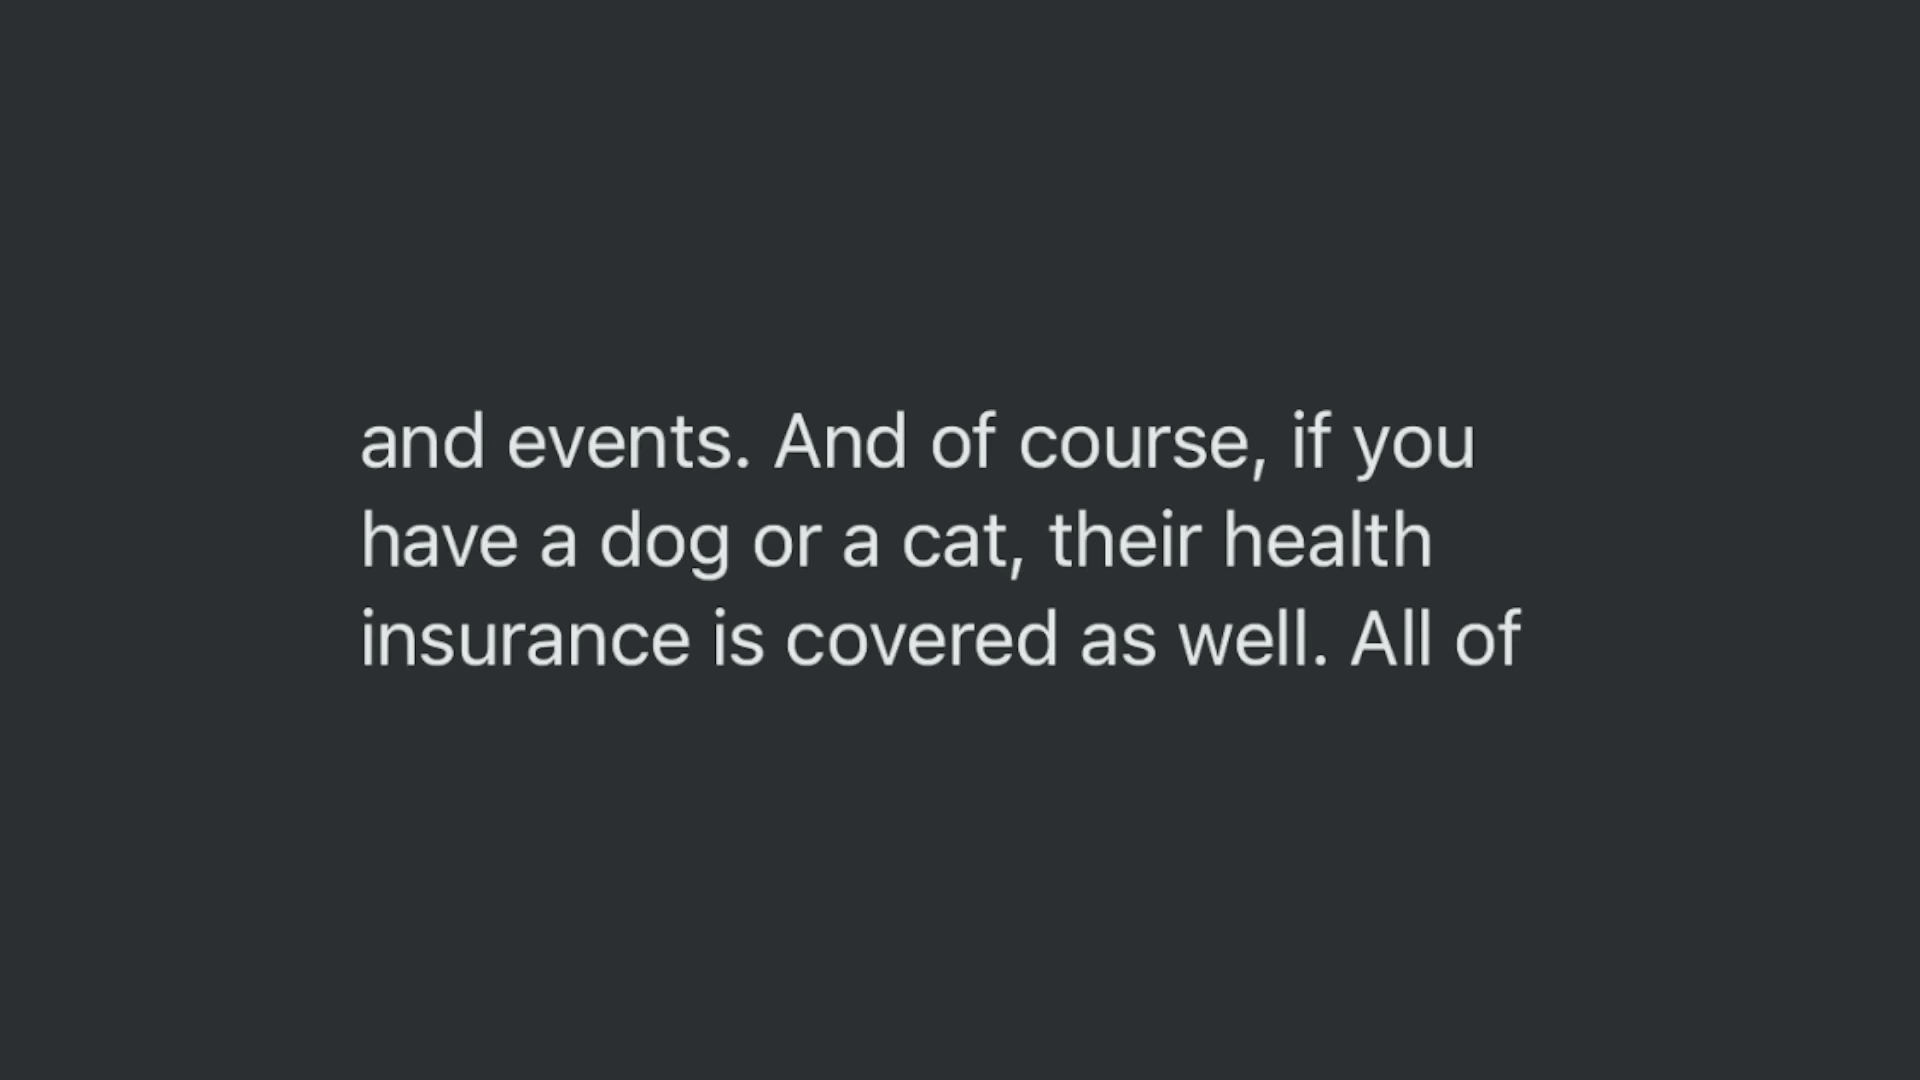 and events. And of course, if you
have a dog or a cat, their health
insurance is covered as well. All of